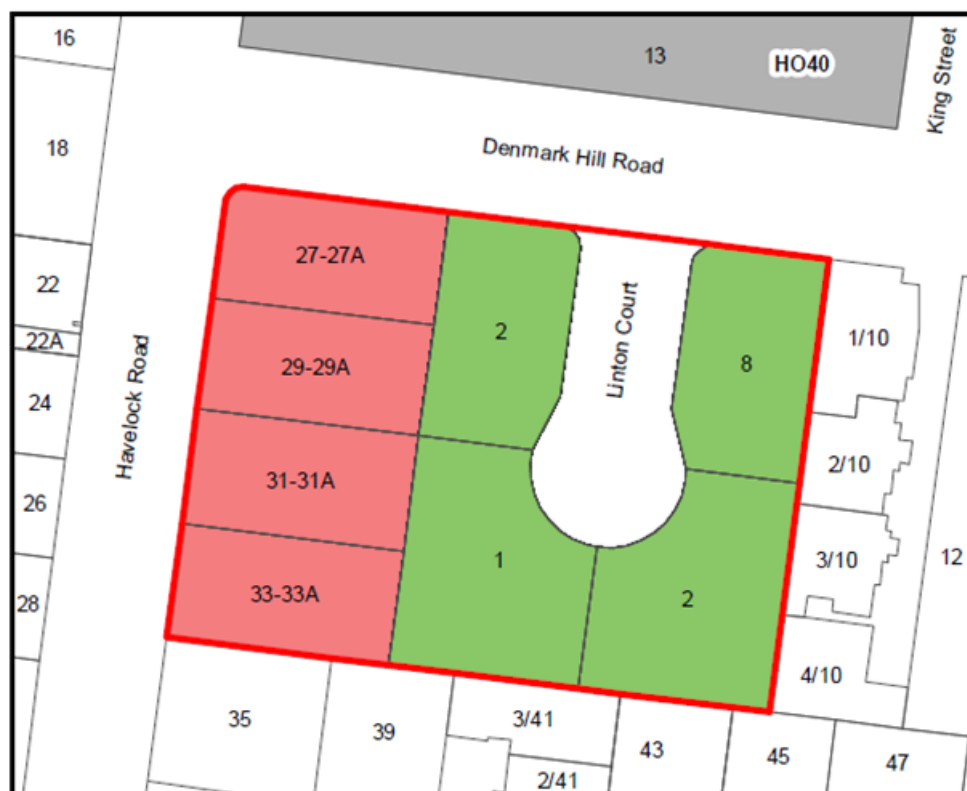 16
13
HO40
King Street
18
Denmark Hill Road
27-27A
22
2
Linton Court
1/10
22A
29-29A
8
Havelock Road
24
2/10
31-31A
26
3/10
12
1
33-33A
2
28
4/10
35
39
3/41
43
45
47
2/41